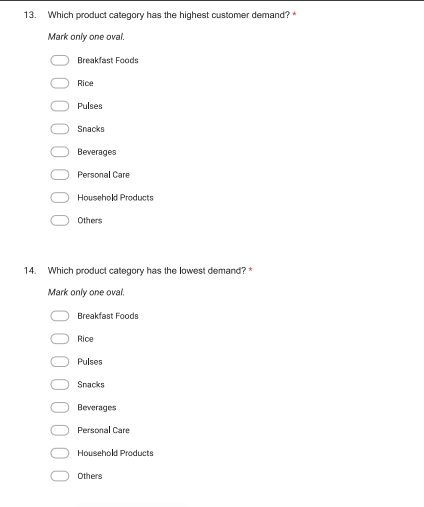 13. Which product category has the highest customer demand? *
Mark only one oval.
Breakfast Foods
Rice
Pulses
Snacks
Beverages
Personal Care
Household Products
Others
14. Which product category has the lowest demand? *
Mark only one oval.
Breakfast Foods
Rice
Pulses
Snacks
Beverages
Personal Care
Household Products
Others